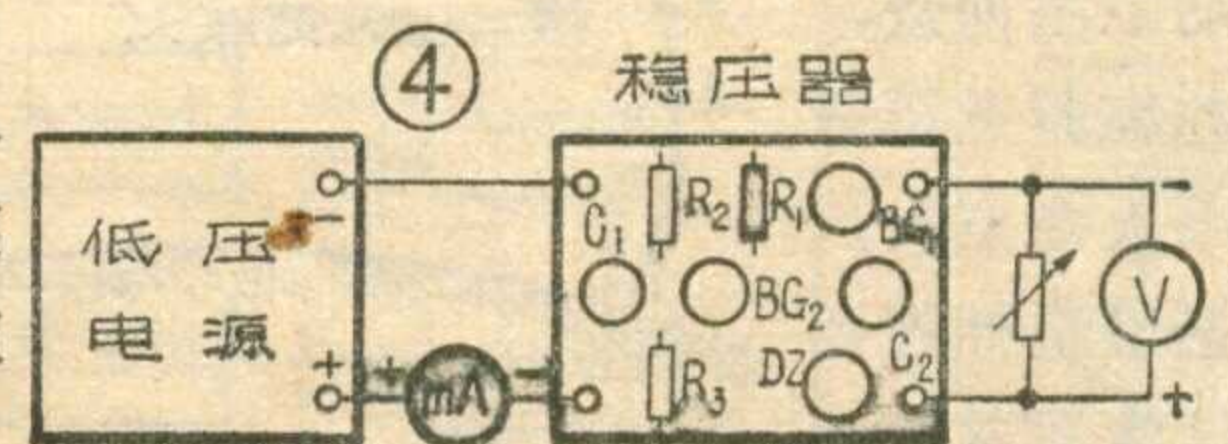 ④ 稳压器
低压 −
电源 +
+ mA −
C₁ R₂ R₁ BG₁
BG₂
R₃ DZ C₂
−
V
+